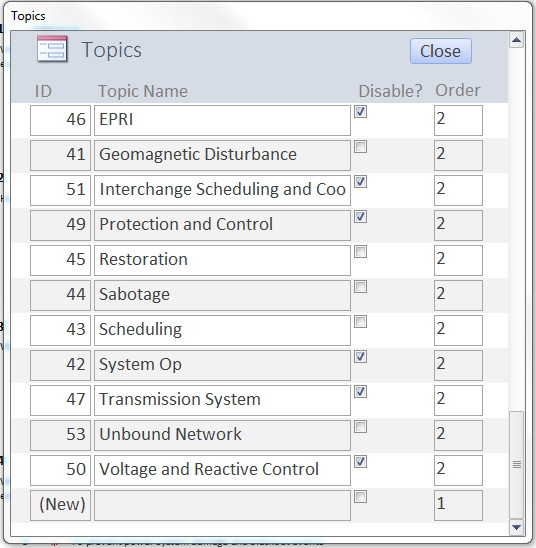 Topics
Topics Close
ID Topic Name Disable? Order
46 EPRI 2
41 Geomagnetic Disturbance 2
51 Interchange Scheduling and Coo 2
49 Protection and Control 2
45 Restoration 2
44 Sabotage 2
43 Scheduling 2
42 System Op 2
47 Transmission System 2
53 Unbound Network 2
50 Voltage and Reactive Control 2
(New) 1